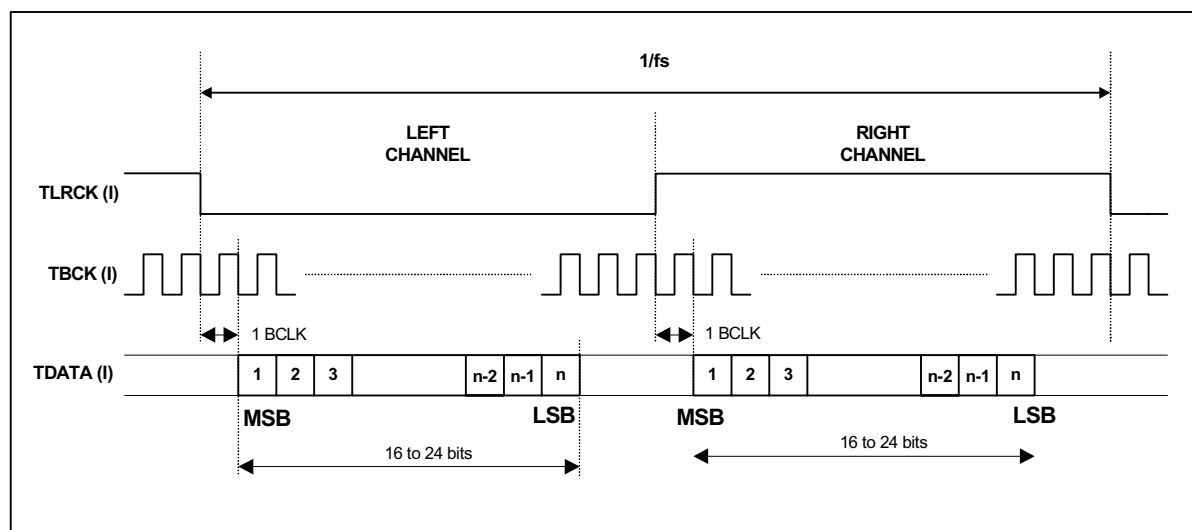 1/fs
LEFT
CHANNEL
RIGHT
CHANNEL
TLRCK (I)
TBCK (I)
1 BCLK
1 BCLK
TDATA (I)
1 2 3 n-2 n-1 n
1 2 3 n-2 n-1 n
MSB LSB MSB LSB
16 to 24 bits
16 to 24 bits